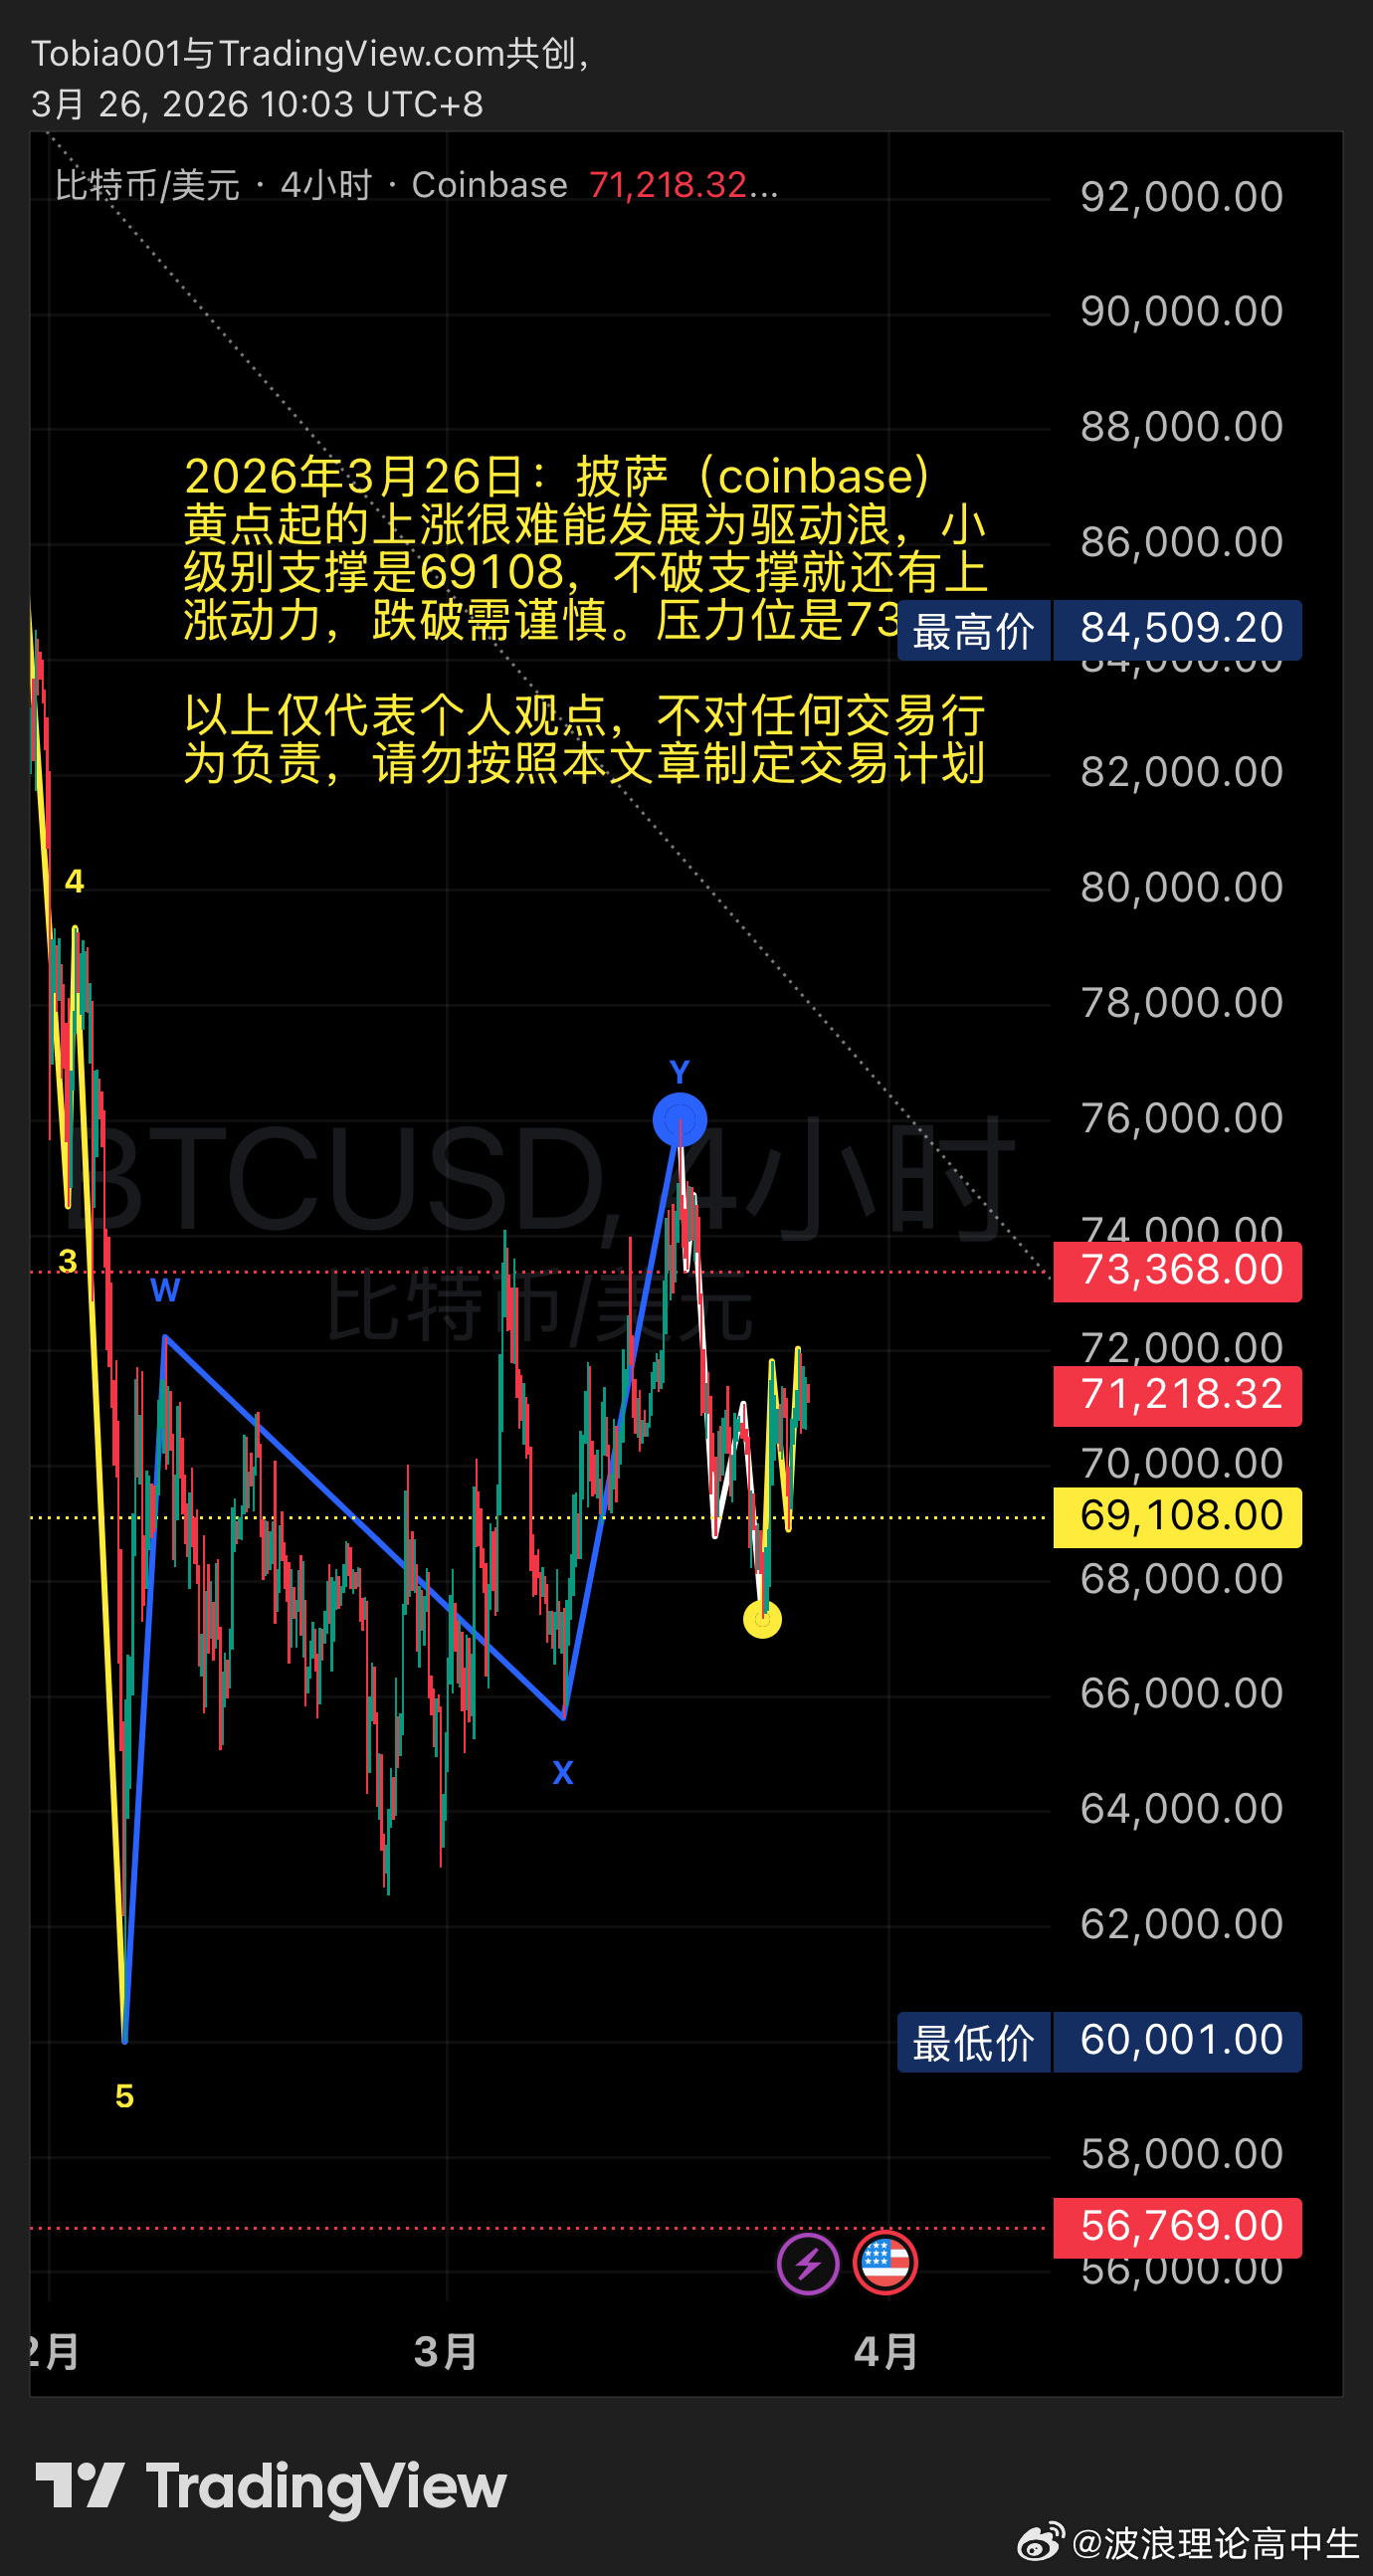 Tobia001与TradingView.com共创，
3月 26, 2026 10:03 UTC+8
比特币/美元 · 4小时 · Coinbase 71,218.32...
92,000.00
90,000.00
88,000.00
2026年3月26日：披萨（coinbase）
黄点起的上涨很难能发展为驱动浪，小
级别支撑是69108，不破支撑就还有上
涨动力，跌破需谨慎。压力位是73
86,000.00
最高价 84,509.20
84,000.00
以上仅代表个人观点，不对任何交易行
为负责，请勿按照本文章制定交易计划
82,000.00
4
80,000.00
78,000.00
Y
76,000.00
BTCUSD, 4小时
74,000.00
3
73,368.00
W
比特币/美元
72,000.00
71,218.32
70,000.00
69,108.00
68,000.00
66,000.00
X
64,000.00
62,000.00
最低价 60,001.00
5
58,000.00
56,769.00
56,000.00
2月 3月 4月
TradingView
@波浪理论高中生